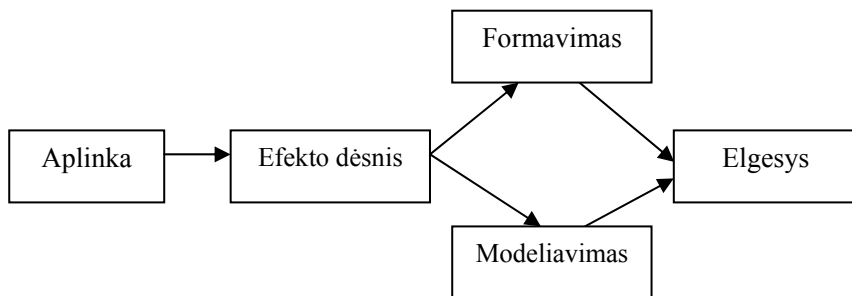 Formavimas
Aplinka
Efekto dėsnis
Elgesys
Modeliavimas